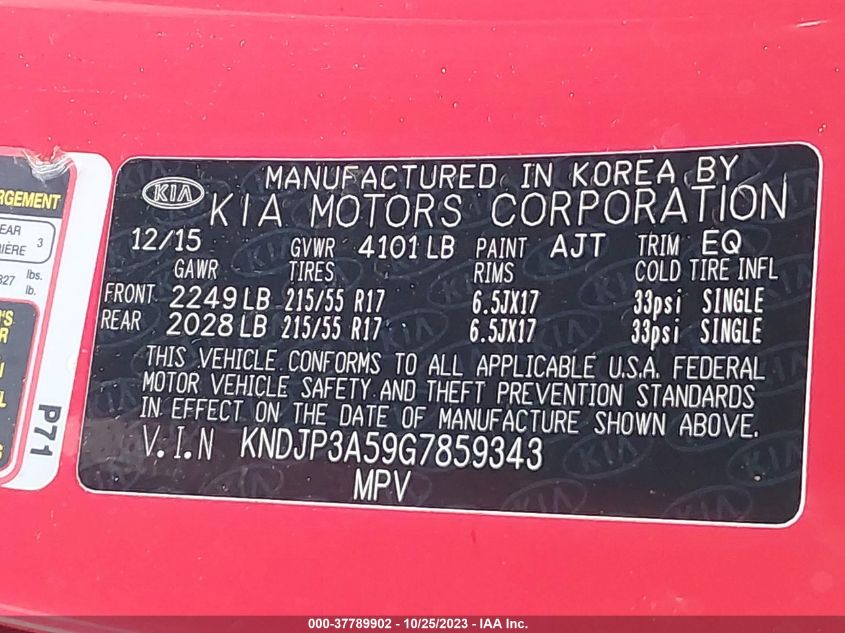 KIA
MANUFACTURED IN KOREA BY
KIA MOTORS CORPORATION
12/15 GVWR 4101 LB PAINT AJT TRIM EQ
GAWR TIRES RIMS COLD TIRE INFL
FRONT 2249 LB 215/55 R17 6.5JX17 33psi SINGLE
REAR 2028 LB 215/55 R17 6.5JX17 33psi SINGLE
THIS VEHICLE CONFORMS TO ALL APPLICABLE U.S.A. FEDERAL
MOTOR VEHICLE SAFETY AND THEFT PREVENTION STANDARDS
IN EFFECT ON THE DATE OF MANUFACTURE SHOWN ABOVE.
V.I.N KNDJP3A59G7859343
MPV
3
lbs.
lb.
P71
000-37789902 - 10/25/2023 - IAA Inc.